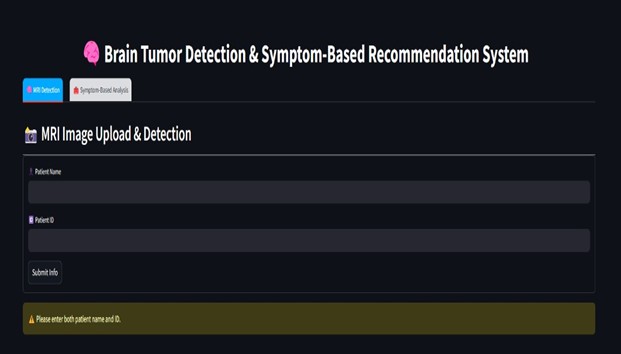 Brain Tumor Detection & Symptom-Based Recommendation System
MRI Detection
Symptom-Based Analysis
MRI Image Upload & Detection
Patient Name
Patient ID
Submit Info
Please enter both patient name and ID.